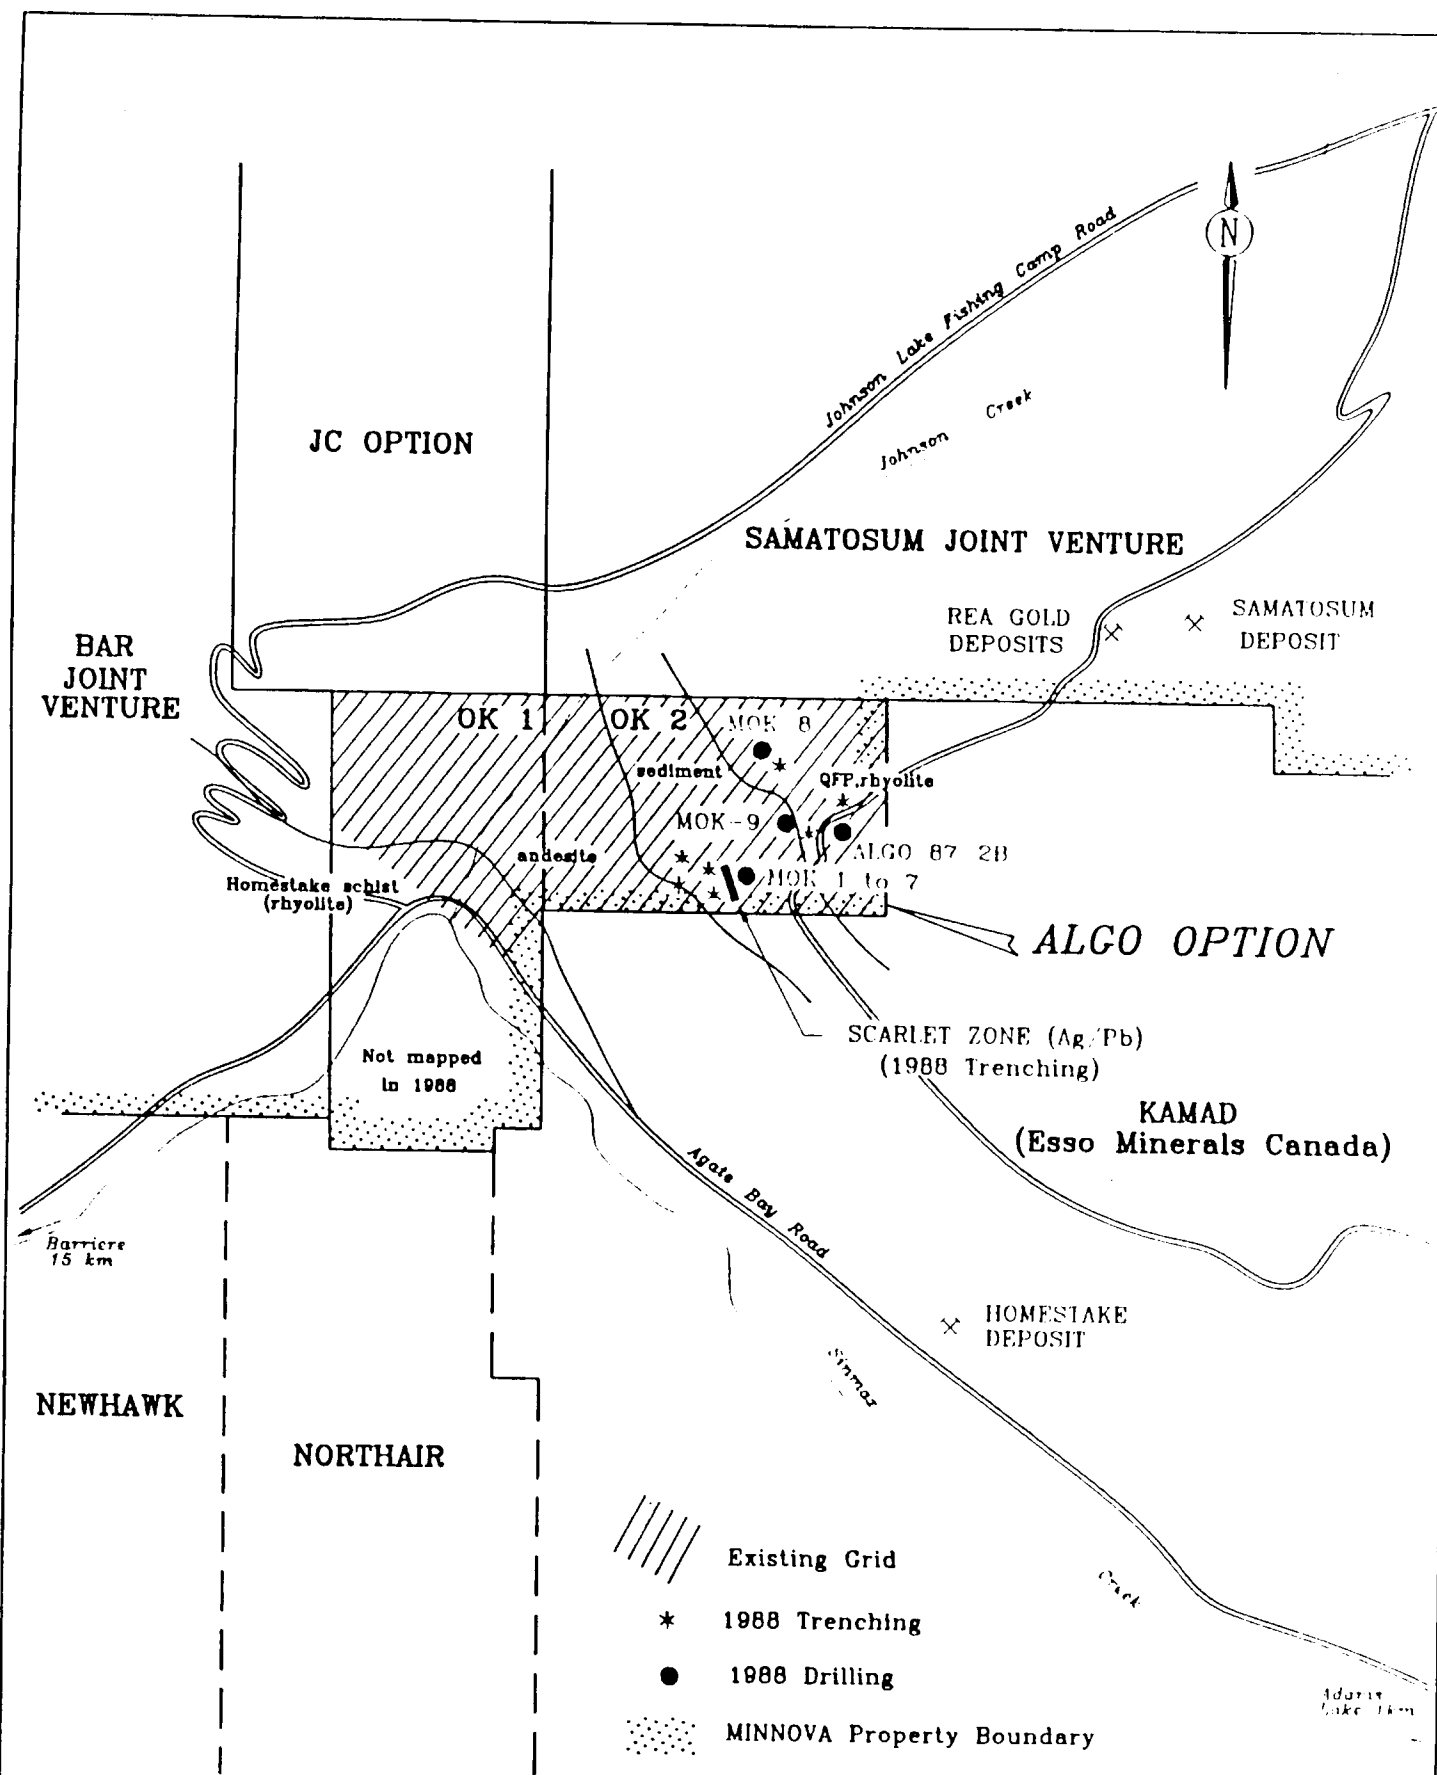 N
Johnson Lake Fishing Camp Road
Johnson Creek
JC OPTION
SAMATOSUM JOINT VENTURE
REA GOLD
DEPOSITS
SAMATOSUM
DEPOSIT
BAR
JOINT
VENTURE
OK 1
OK 2
MOK 8
sediment
QFP, rhyolite
MOK-9
andesite
ALGO 87 2B
Homestake schist
(rhyolite)
MOK 1 to 7
ALGO OPTION
SCARLET ZONE (Ag/Pb)
(1988 Trenching)
Not mapped
in 1988
KAMAD
(Esso Minerals Canada)
Agate Bay Road
Barriere
15 km
HOMESTAKE
DEPOSIT
Sinmax
Creek
NEWHAWK
NORTHAIR
Existing Grid
1988 Trenching
1988 Drilling
MINNOVA Property Boundary
Lake 1km